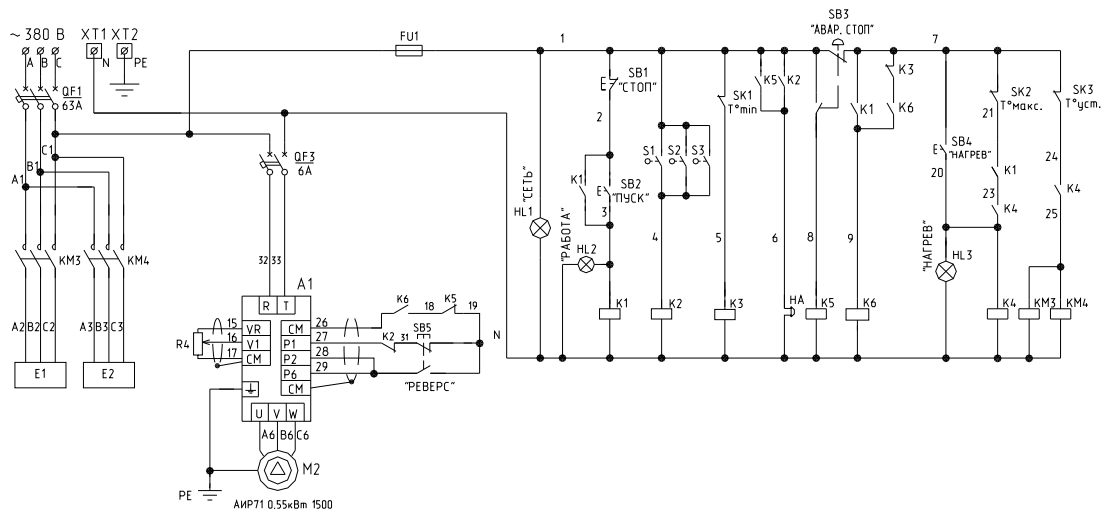 ~ 380 В
XT1 XT2
A B C N PE
QF1
63A
C1
B1
A1
KM3 KM4
A2 B2 C2 A3 B3 C3
E1 E2
QF3
6A
32 33
A1
R T
R4
15 VR
16 V1
17 CM
CM 26
P1 27
P2 28
P6 29
CM
U V W
A6 B6 C6
M2
PE
АИР71 0,55кВт 1500
K6 18 K5 19
K2 31 SB5
N
"РЕВЕРС"
FU1
1
"СЕТЬ"
HL1
SB1
"СТОП"
2
K1
SB2
"ПУСК"
3
"РАБОТА"
HL2
K1
S1 S2 S3
4
K2
SK1
T°min
5
K3
K5 K2
6
HA
SB3
"АВАР. СТОП"
8
K5
K1
K3
K6
9
K6
7
SB4
"НАГРЕВ"
20
"НАГРЕВ"
HL3
SK2
21
T°макс.
K1
23
K4
K4
SK3
T°уст.
24
K4
25
KM3 KM4